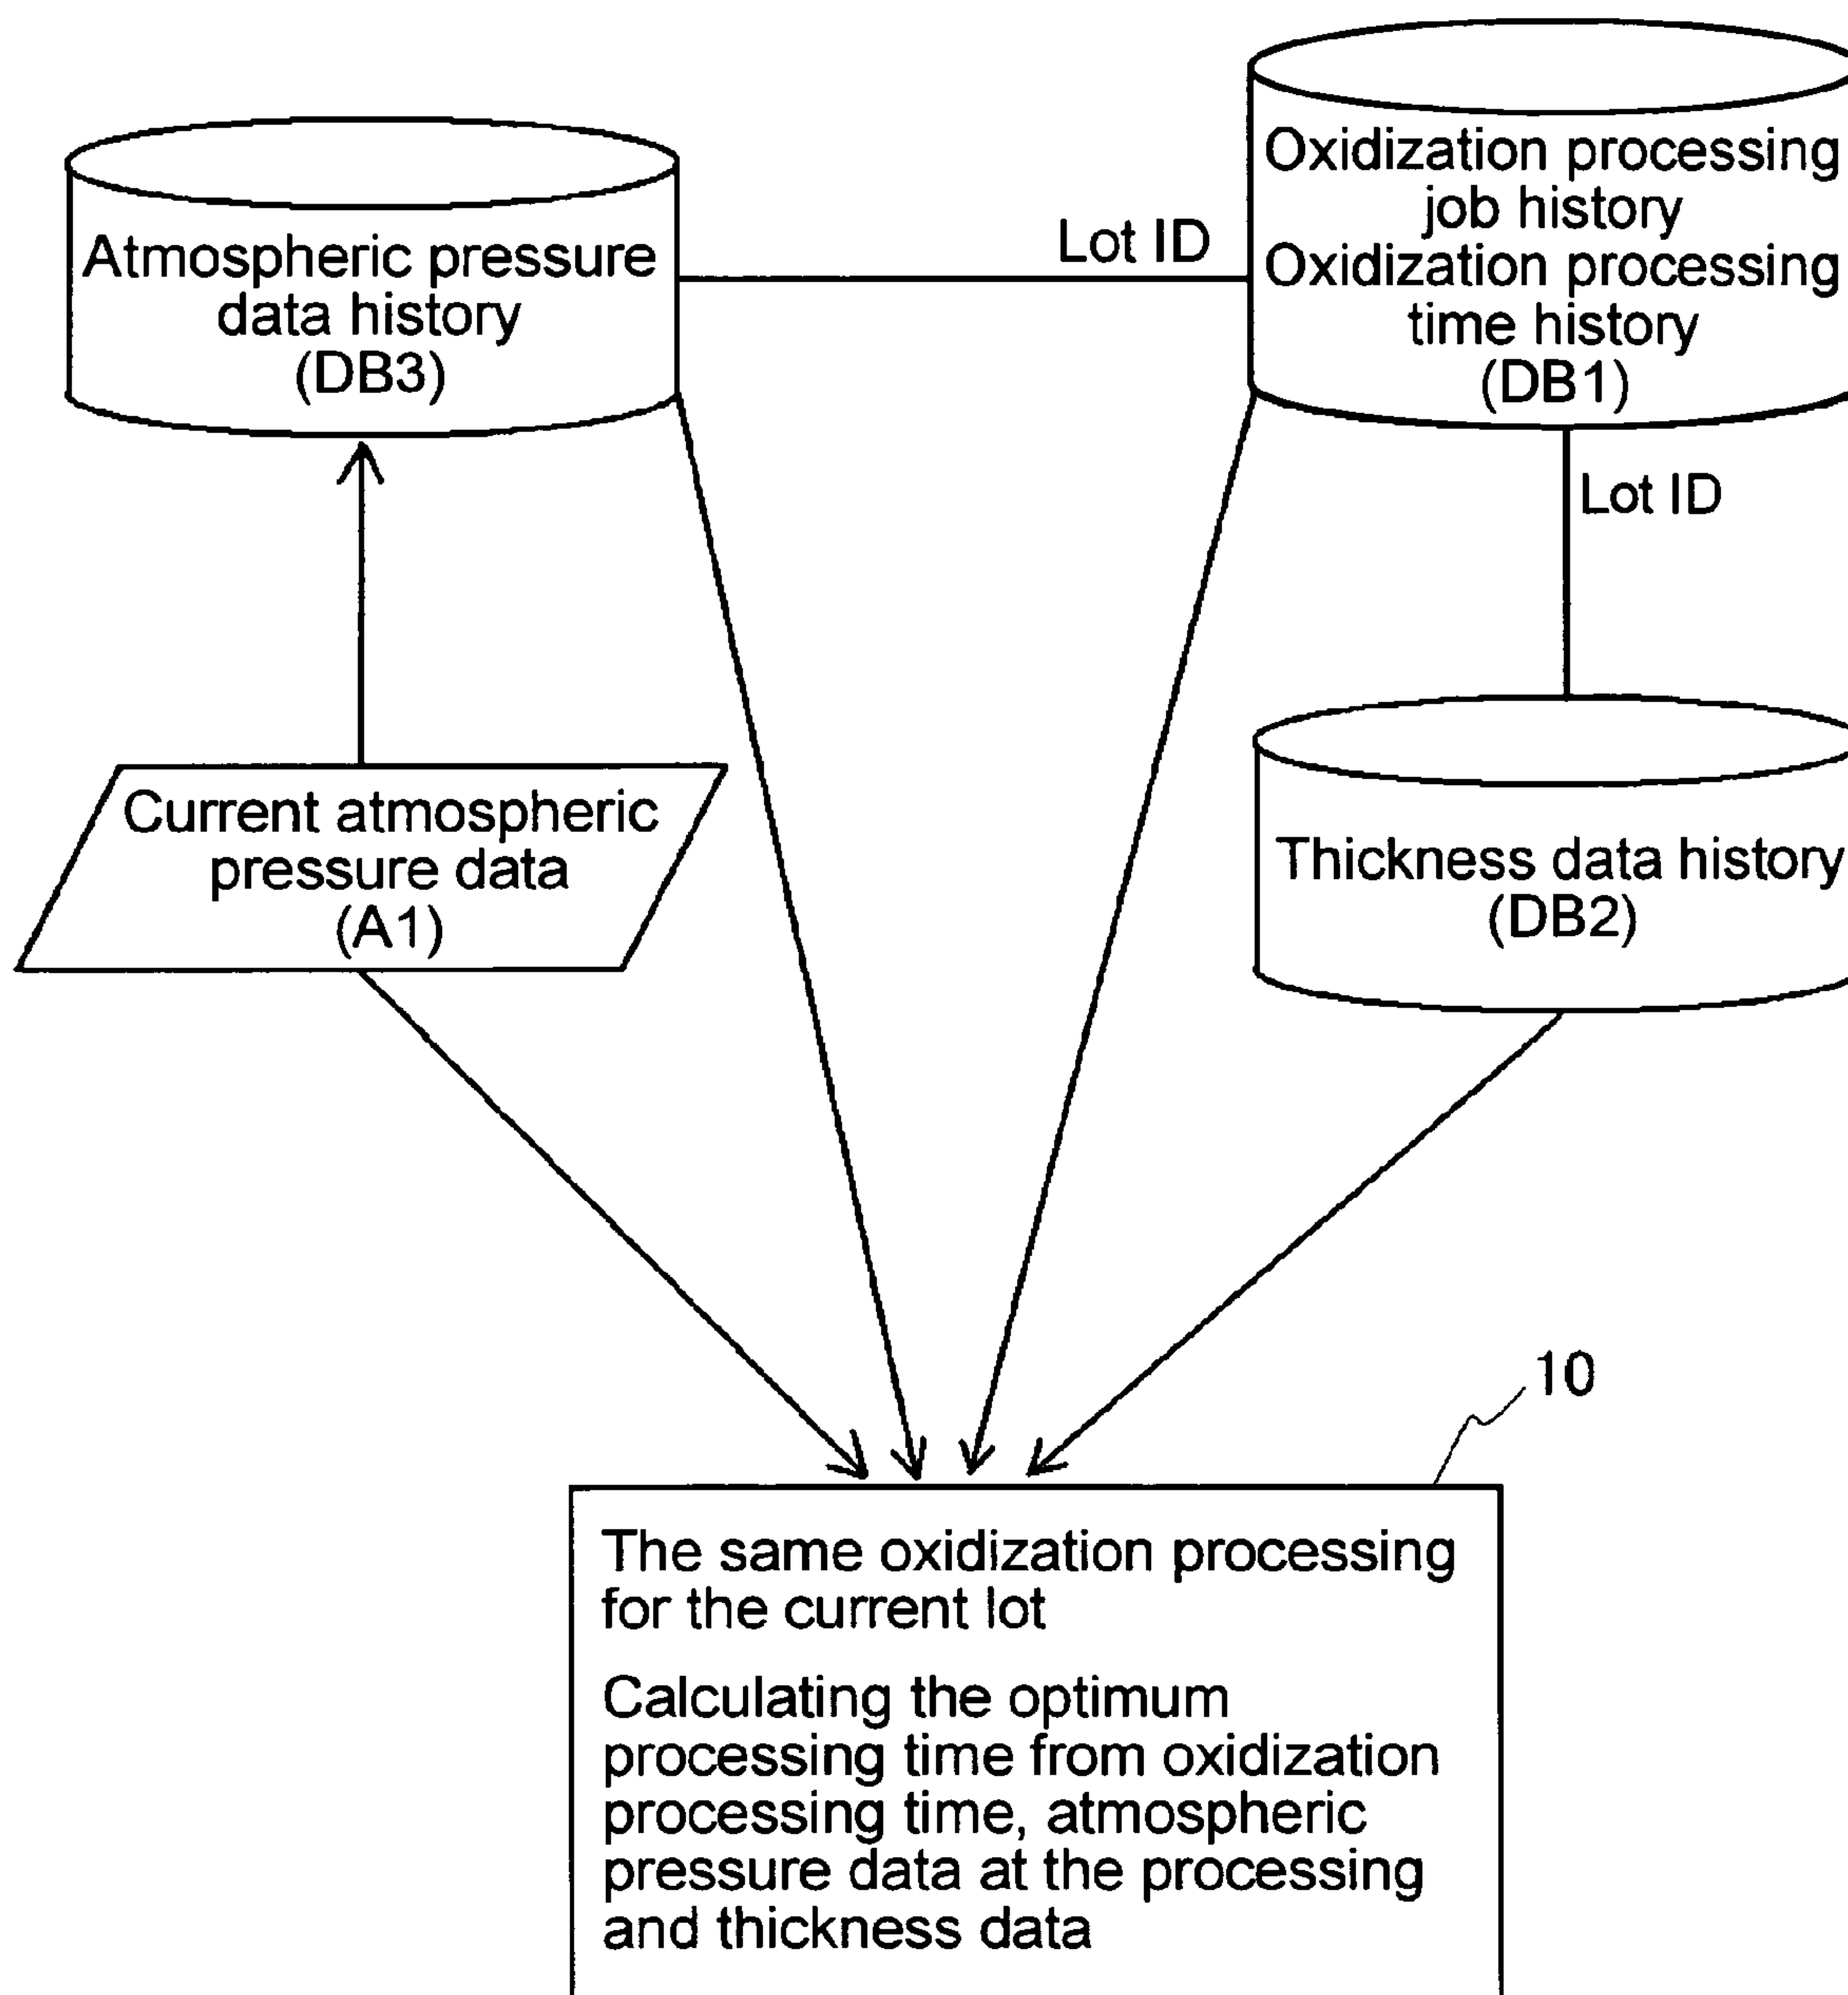 Oxidization processing
job history
Oxidization processing
time history
(DB1)
Atmospheric pressure
data history
(DB3)
Lot ID
Lot ID
Current atmospheric
pressure data
(A1)
Thickness data history
(DB2)
10
The same oxidization processing
for the current lot
Calculating the optimum
processing time from oxidization
processing time, atmospheric
pressure data at the processing
and thickness data